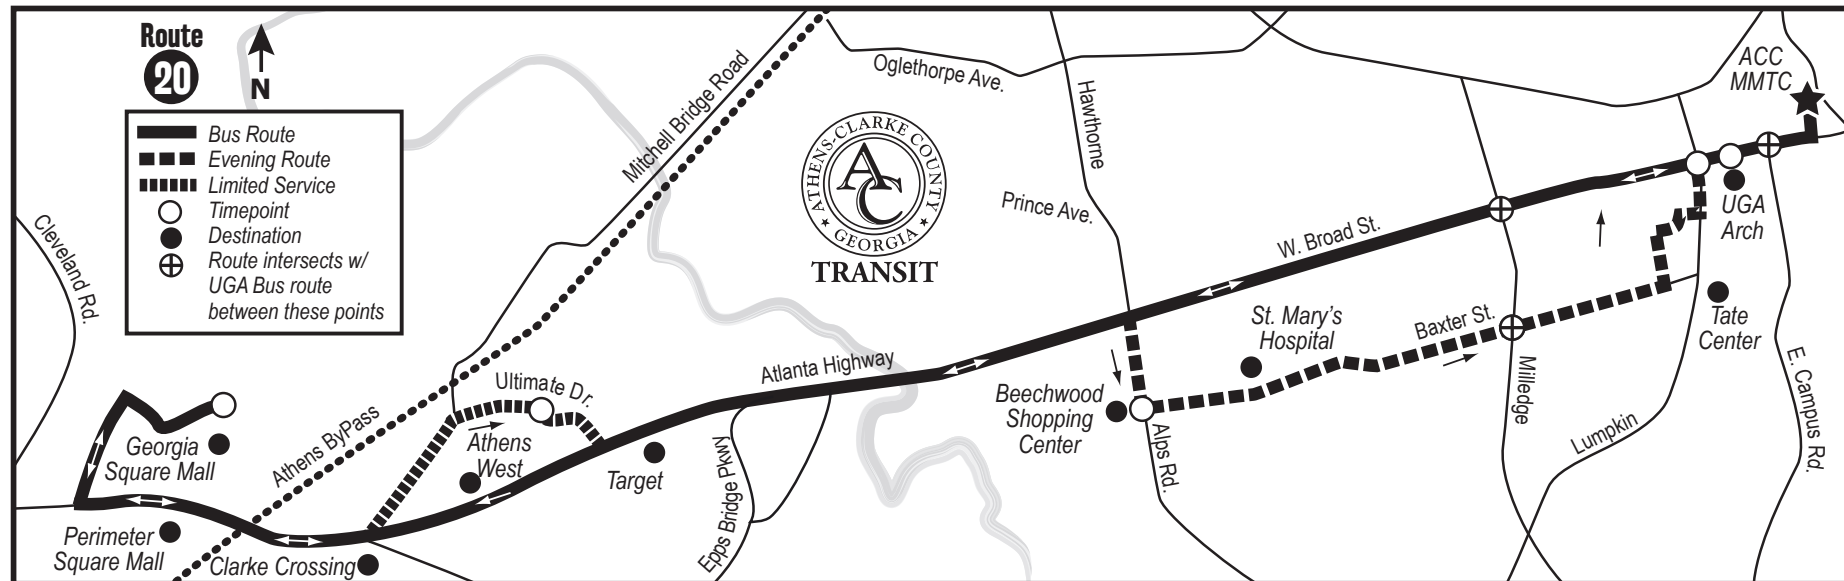 Route
20
N
Bus Route
Evening Route
Limited Service
Timepoint
Destination
Route intersects w/
UGA Bus route
between these points
Cleveland Rd.
Mitchell Bridge Road
Oglethorpe Ave.
Hawthorne
Prince Ave.
ATHENS-CLARKE COUNTY
AC
GEORGIA
TRANSIT
ACC
MMTC
UGA
Arch
W. Broad St.
Tate
Center
St. Mary's
Hospital
Baxter St.
Milledge
Lumpkin
E. Campus Rd.
Atlanta Highway
Beechwood
Shopping
Center
Alps Rd.
Ultimate Dr.
Athens
West
Athens ByPass
Target
Epps Bridge Pkwy
Epps Bridge Rd.
Georgia
Square Mall
Perimeter
Square Mall
Clarke Crossing